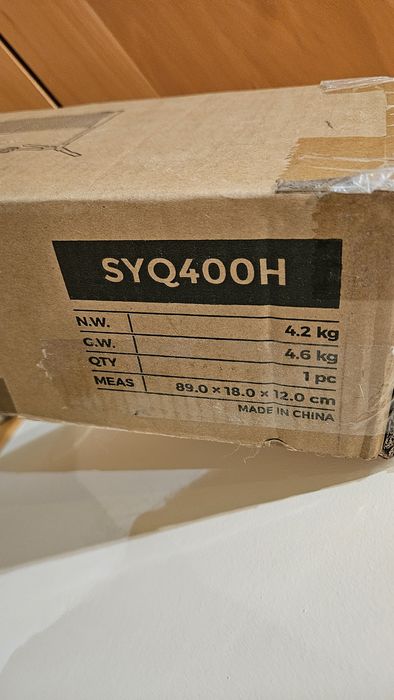 SYQ400H
N.W. 4.2 kg
G.W. 4.6 kg
QTY 1 pc
MEAS 89.0 × 18.0 × 12.0 cm
MADE IN CHINA